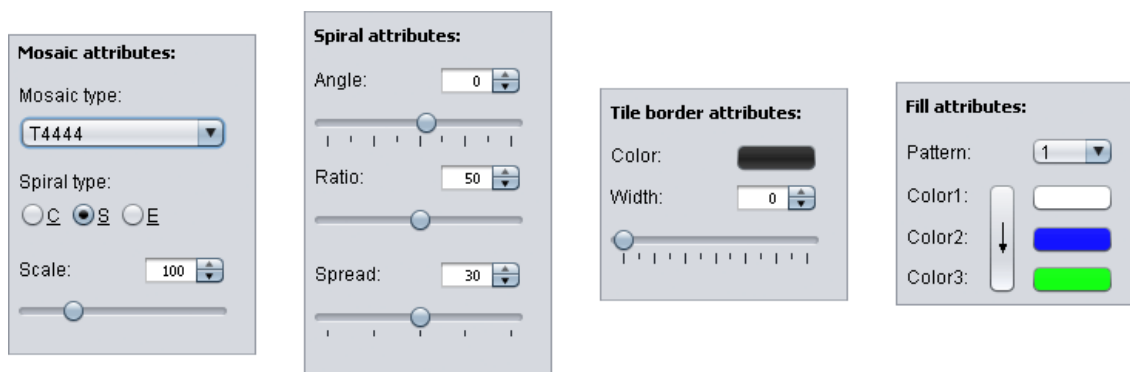 Mosaic attributes:
Mosaic type:
T4444
Spiral type:
C S E
Scale: 100
Spiral attributes:
Angle: 0
Ratio: 50
Spread: 30
Tile border attributes:
Color:
Width: 0
Fill attributes:
Pattern: 1
Color1:
Color2:
Color3: